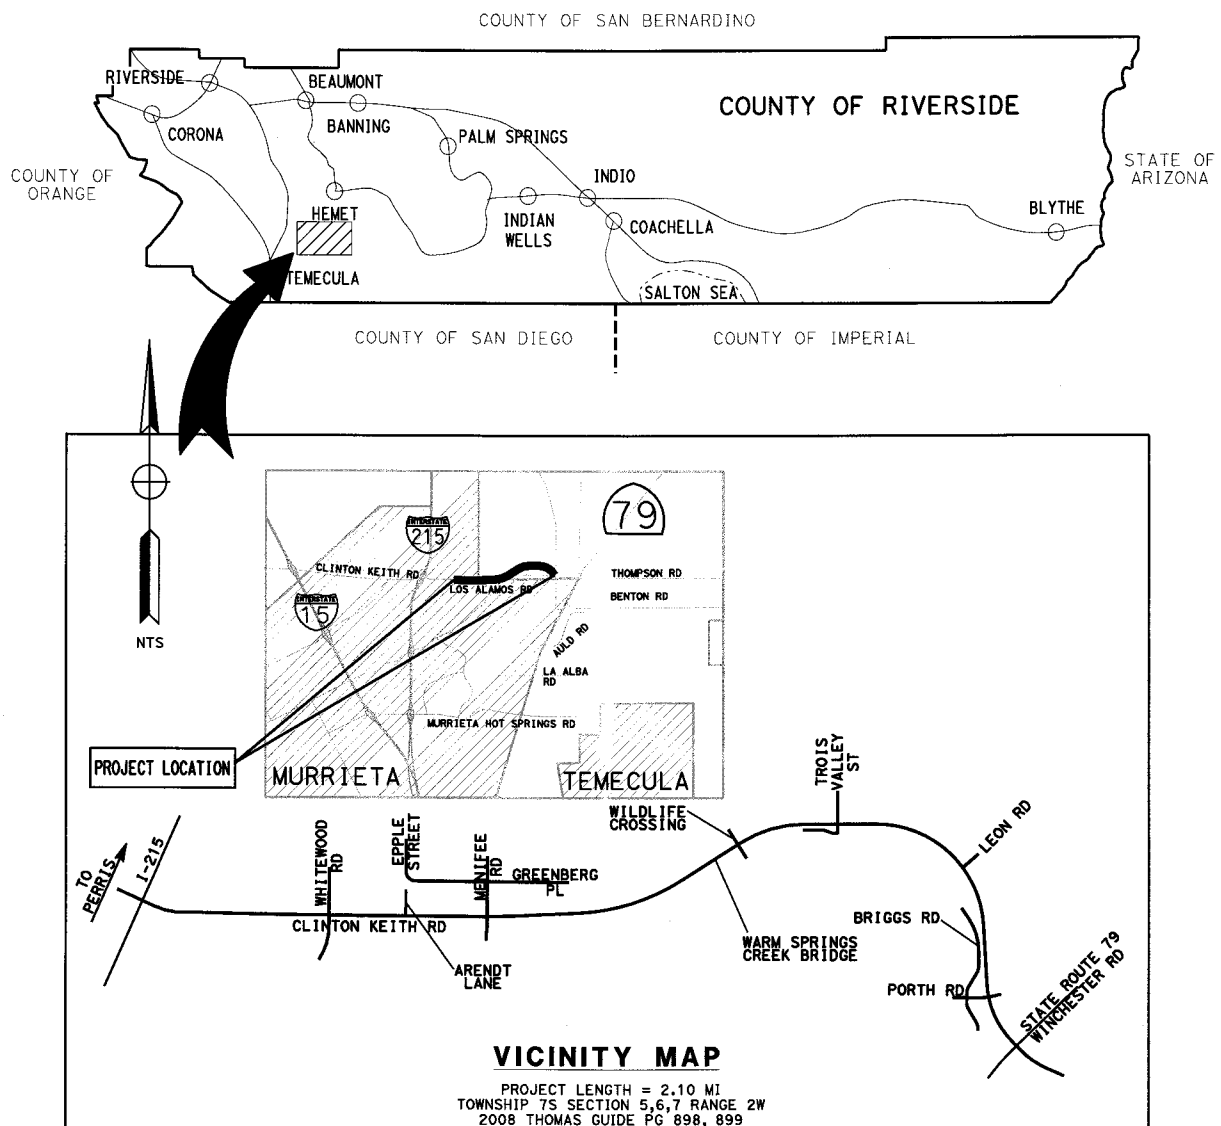 COUNTY OF SAN BERNARDINO
RIVERSIDE
BEAUMONT
COUNTY OF RIVERSIDE
CORONA
BANNING
PALM SPRINGS
COUNTY OF
ORANGE
STATE OF
ARIZONA
INDIO
HEMET
INDIAN
WELLS
COACHELLA
BLYTHE
TEMECULA
SALTON SEA
COUNTY OF SAN DIEGO
COUNTY OF IMPERIAL
NTS
INTERSTATE
215
79
CLINTON KEITH RD
THOMPSON RD
LOS ALAMOS RD
BENTON RD
INTERSTATE
15
AULD RD
LA ALBA
RD
MURRIETA HOT SPRINGS RD
PROJECT LOCATION
MURRIETA
TEMECULA
TROIS
VALLEY
ST
WILDLIFE
CROSSING
LEON RD
TO
PERRIS
I-215
WHITEWOOD
RD
EPPLE
STREET
MENIFEE
RD
GREENBERG
PL
CLINTON KEITH RD
ARENDT
LANE
WARM SPRINGS
CREEK BRIDGE
BRIGGS RD
PORTH RD
STATE ROUTE 79
WINCHESTER RD
VICINITY MAP
PROJECT LENGTH = 2.10 MI
TOWNSHIP 7S SECTION 5,6,7 RANGE 2W
2008 THOMAS GUIDE PG 898, 899